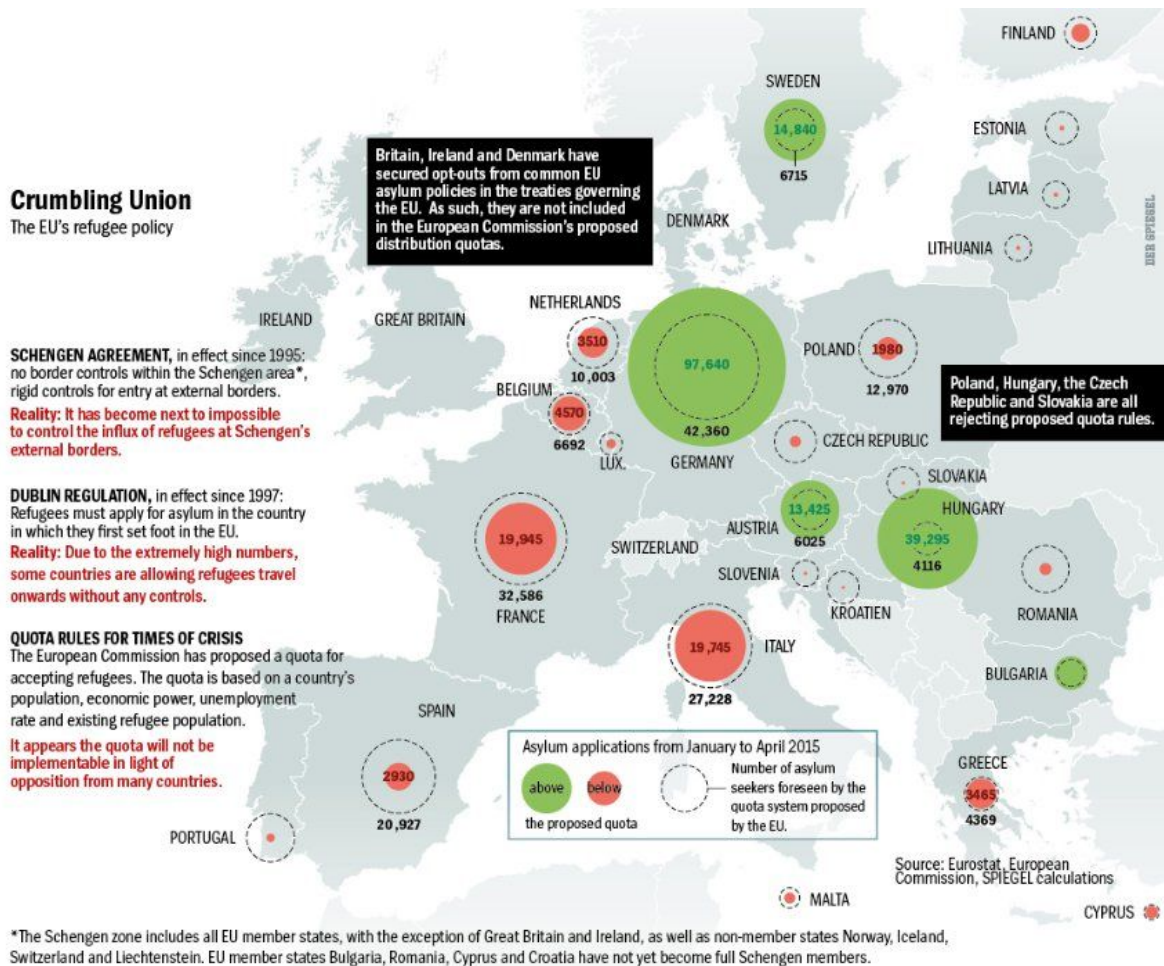 Crumbling Union
The EU's refugee policy
SCHENGEN AGREEMENT, in effect since 1995:
no border controls within the Schengen area*,
rigid controls for entry at external borders.
Reality: It has become next to impossible
to control the influx of refugees at Schengen's
external borders.
DUBLIN REGULATION, in effect since 1997:
Refugees must apply for asylum in the country
in which they first set foot in the EU.
Reality: Due to the extremely high numbers,
some countries are allowing refugees travel
onwards without any controls.
QUOTA RULES FOR TIMES OF CRISIS
The European Commission has proposed a quota for
accepting refugees. The quota is based on a country's
population, economic power, unemployment
rate and existing refugee population.
It appears the quota will not be
implementable in light of
opposition from many countries.
Britain, Ireland and Denmark have
secured opt-outs from common EU
asylum policies in the treaties governing
the EU. As such, they are not included
in the European Commission's proposed
distribution quotas.
FINLAND
SWEDEN
14,840
6715
ESTONIA
LATVIA
LITHUANIA
DER SPIEGEL
DENMARK
IRELAND
GREAT BRITAIN
NETHERLANDS
3510
10,003
BELGIUM
4570
6692
LUX.
97,640
42,360
GERMANY
POLAND
1980
12,970
Poland, Hungary, the Czech
Republic and Slovakia are all
rejecting proposed quota rules.
CZECH REPUBLIC
SLOVAKIA
HUNGARY
39,295
4116
13,425
AUSTRIA
6025
SWITZERLAND
SLOVENIA
KROATIEN
ROMANIA
BULGARIA
19,945
32,586
FRANCE
19,745
ITALY
27,228
SPAIN
2930
20,927
PORTUGAL
GREECE
3465
4369
MALTA
CYPRUS
Asylum applications from January to April 2015
above
below
the proposed quota
Number of asylum
seekers foreseen by the
quota system proposed
by the EU.
Source: Eurostat, European
Commission, SPIEGEL calculations
*The Schengen zone includes all EU member states, with the exception of Great Britain and Ireland, as well as non-member states Norway, Iceland,
Switzerland and Liechtenstein. EU member states Bulgaria, Romania, Cyprus and Croatia have not yet become full Schengen members.